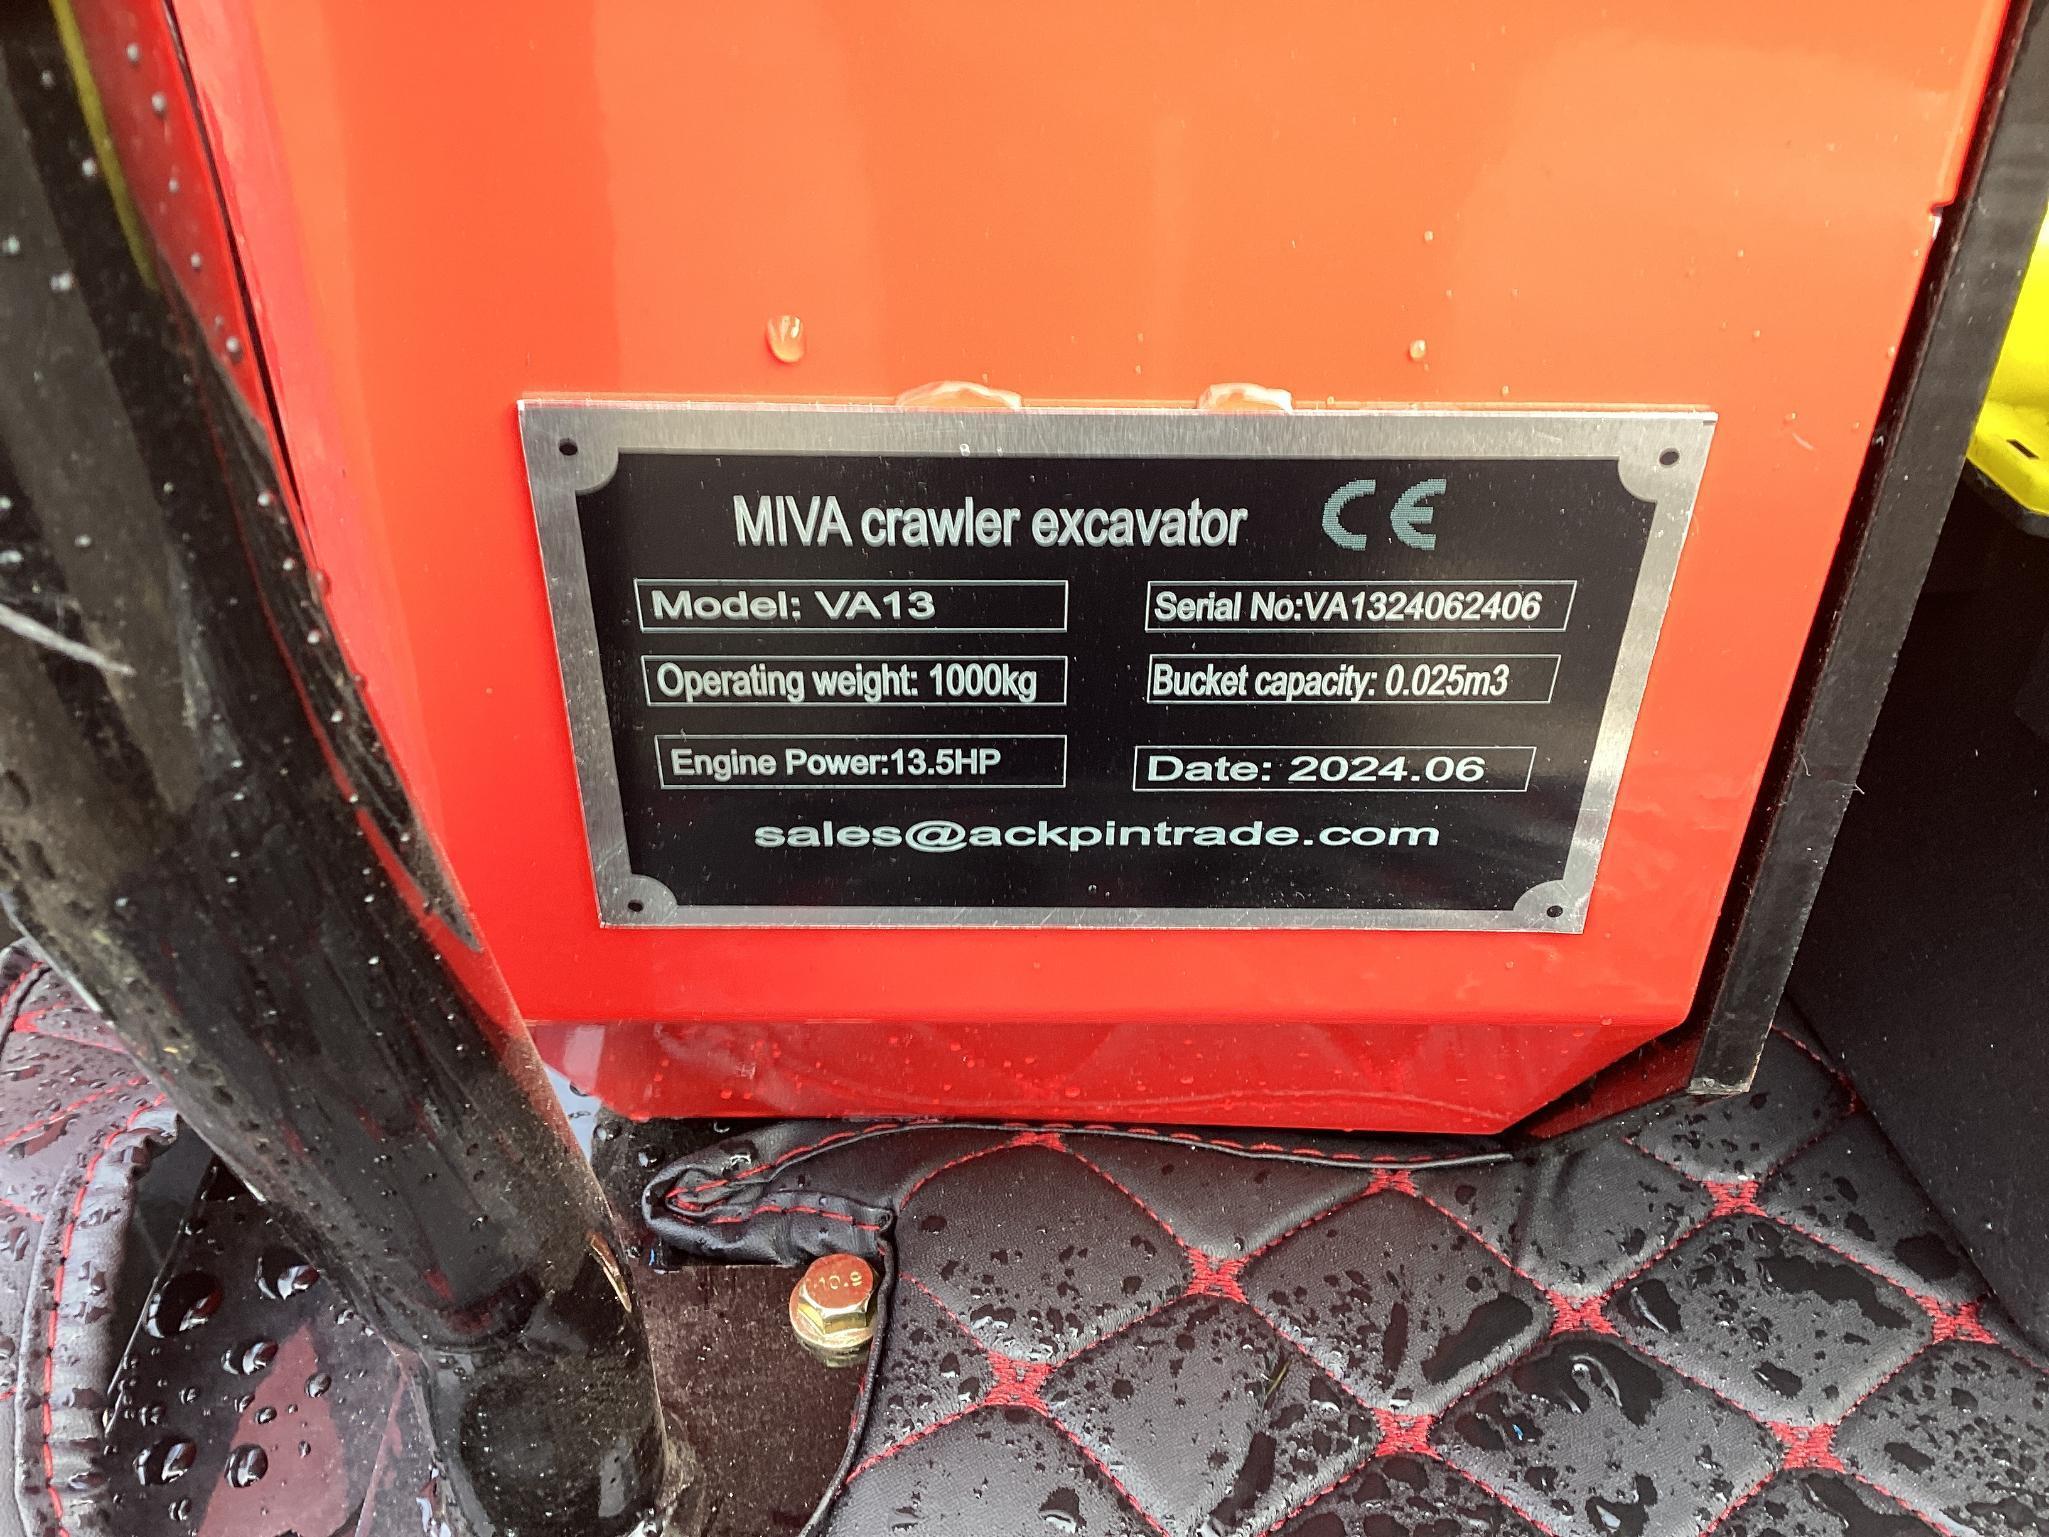 MIVA crawler excavator CE
Model: VA13
Serial No:VA1324062406
Operating weight: 1000kg
Bucket capacity: 0.025m3
Engine Power:13.5HP
Date: 2024.06
sales@ackpintrade.com
10.9